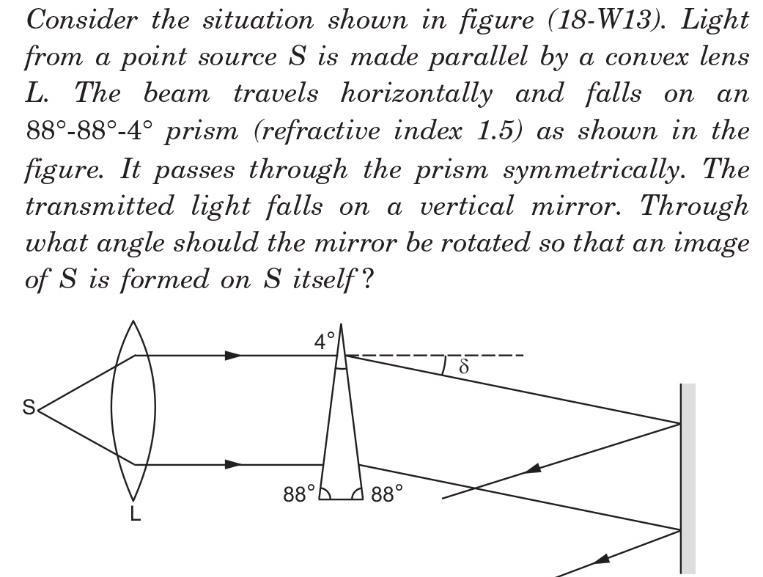 Consider the situation shown in figure (18-W13). Light
from a point source S is made parallel by a convex lens
L. The beam travels horizontally and falls on an
88°-88°-4° prism (refractive index 1.5) as shown in the
figure. It passes through the prism symmetrically. The
transmitted light falls on a vertical mirror. Through
what angle should the mirror be rotated so that an image
of S is formed on S itself?
4°
δ
S
88° 88°
L